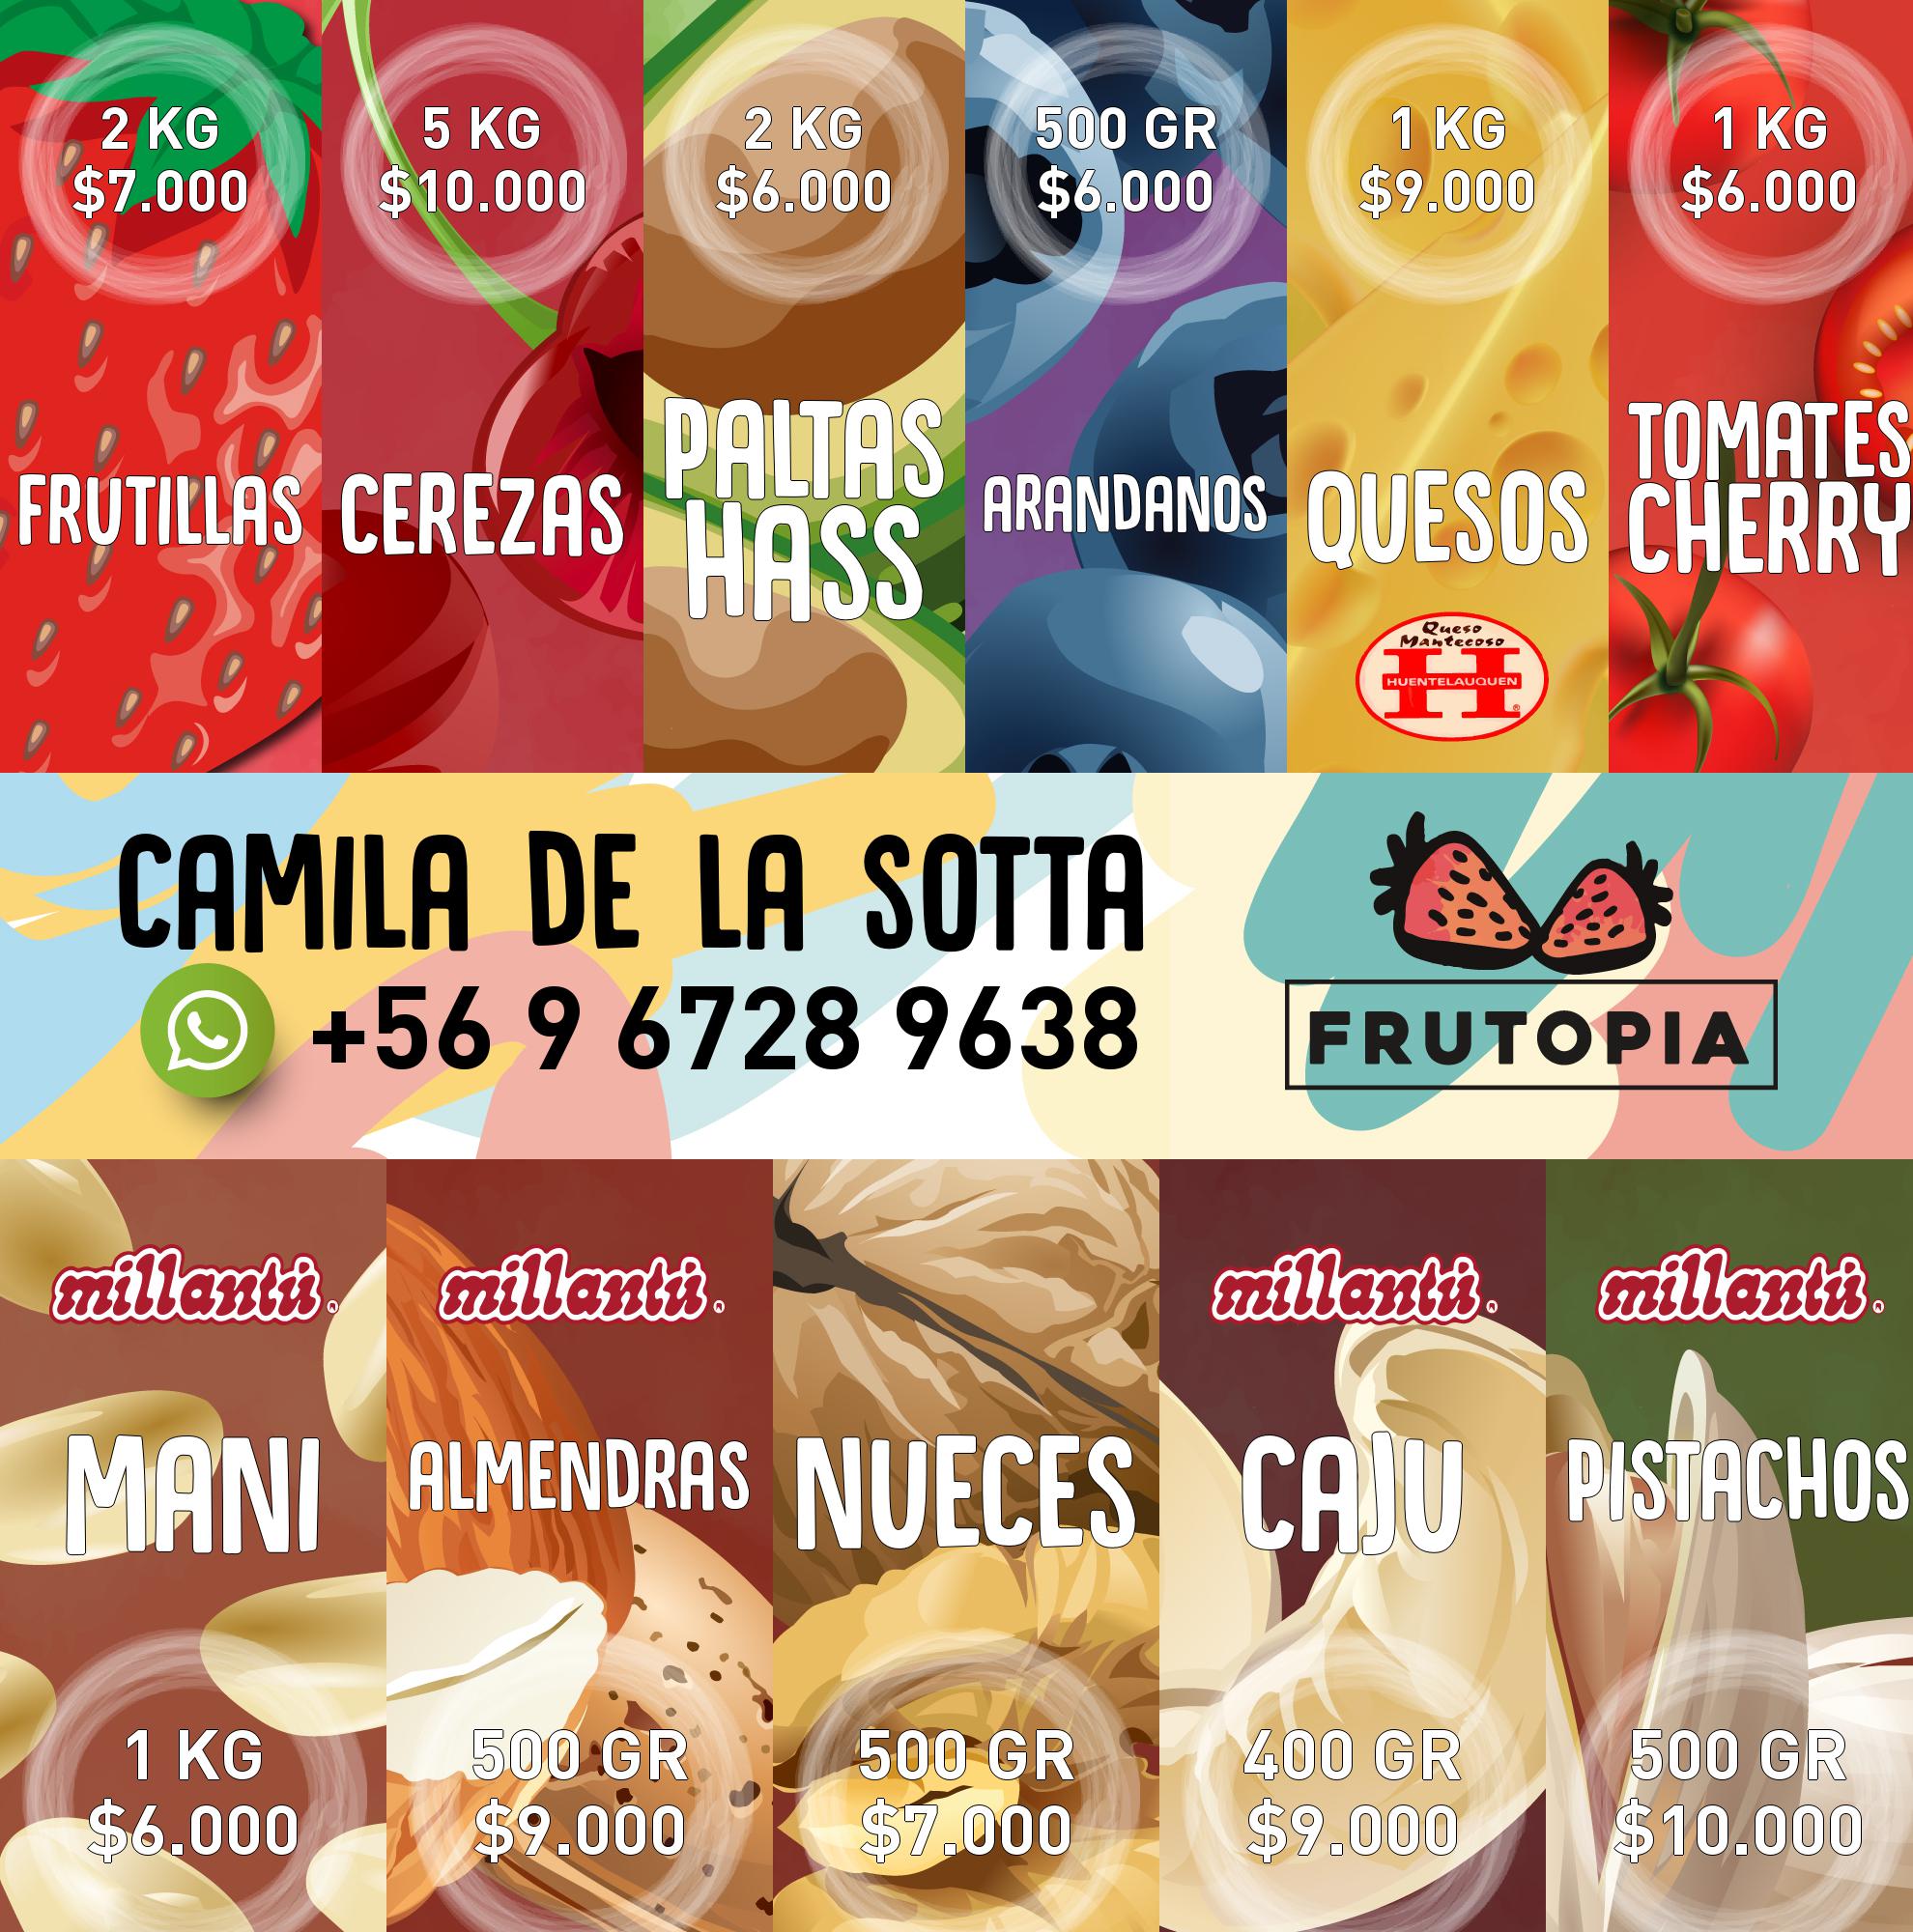 2 KG
$7.000
FRUTILLAS
5 KG
$10.000
CEREZAS
2 KG
$6.000
PALTAS
HASS
500 GR
$6.000
ARANDANOS
1 KG
$9.000
QUESOS
Queso
Mantecoso
H
HUENTELAUQUEN
®
1 KG
$6.000
TOMATES
CHERRY
CAMILA DE LA SOTTA
+56 9 6728 9638
FRUTOPIA
millantú®
MANI
1 KG
$6.000
millantú®
ALMENDRAS
500 GR
$9.000
NUECES
500 GR
$7.000
millantú®
CAJU
400 GR
$9.000
millantú®
PISTACHOS
500 GR
$10.000